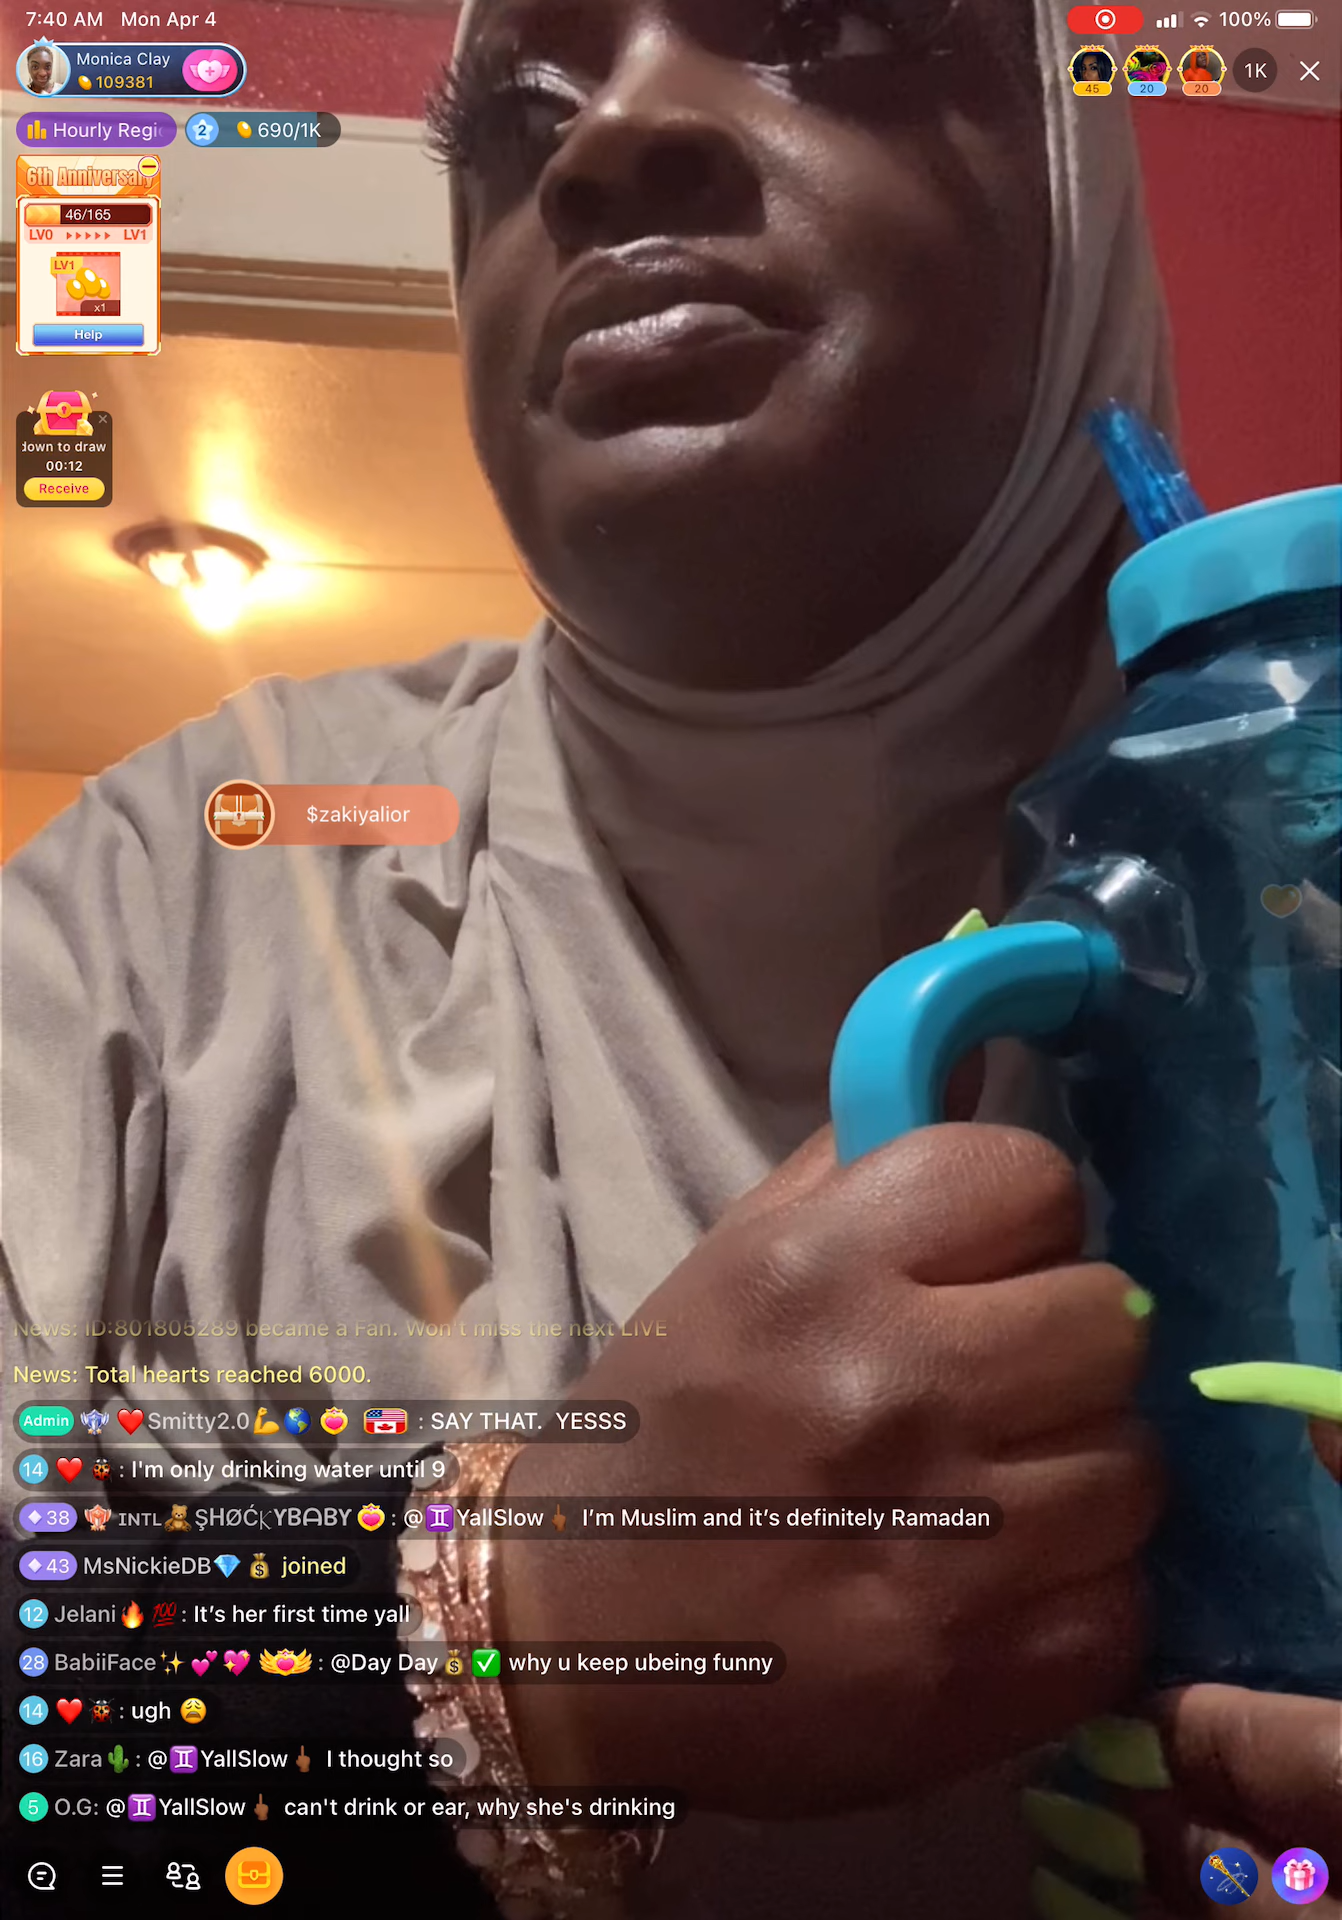 7:40 AM Mon Apr 4
100%
Monica Clay
109381
45
20
20
1K
Hourly Regi
2
690/1K
6th Anniversary
46/165
LV0
LV1
LV1
x1
Help
down to draw
00:12
Receive
$zakiyalior
News: ID:801805289 became a Fan. Won't miss the next LIVE
News: Total hearts reached 6000.
Admin ❤️Smitty2.0💪🌎 : SAY THAT. YESSS
14 ❤️ 🐞 : I'm only drinking water until 9
38 ɪɴᴛʟ🧸ŞHØĆƘYBᗩBY : @♊YallSlow🖕🏾 I'm Muslim and it's definitely Ramadan
43 MsNickieDB💎 💰 joined
12 Jelani🔥 💯 : It's her first time yall
28 BabiiFace✨ 💕 💖 : @Day Day💰✅ why u keep ubeing funny
14 ❤️ 🐞 : ugh 😩
16 Zara🌵 : @♊YallSlow🖕🏾 I thought so
5 O.G: @♊YallSlow🖕🏾 can't drink or ear, why she's drinking